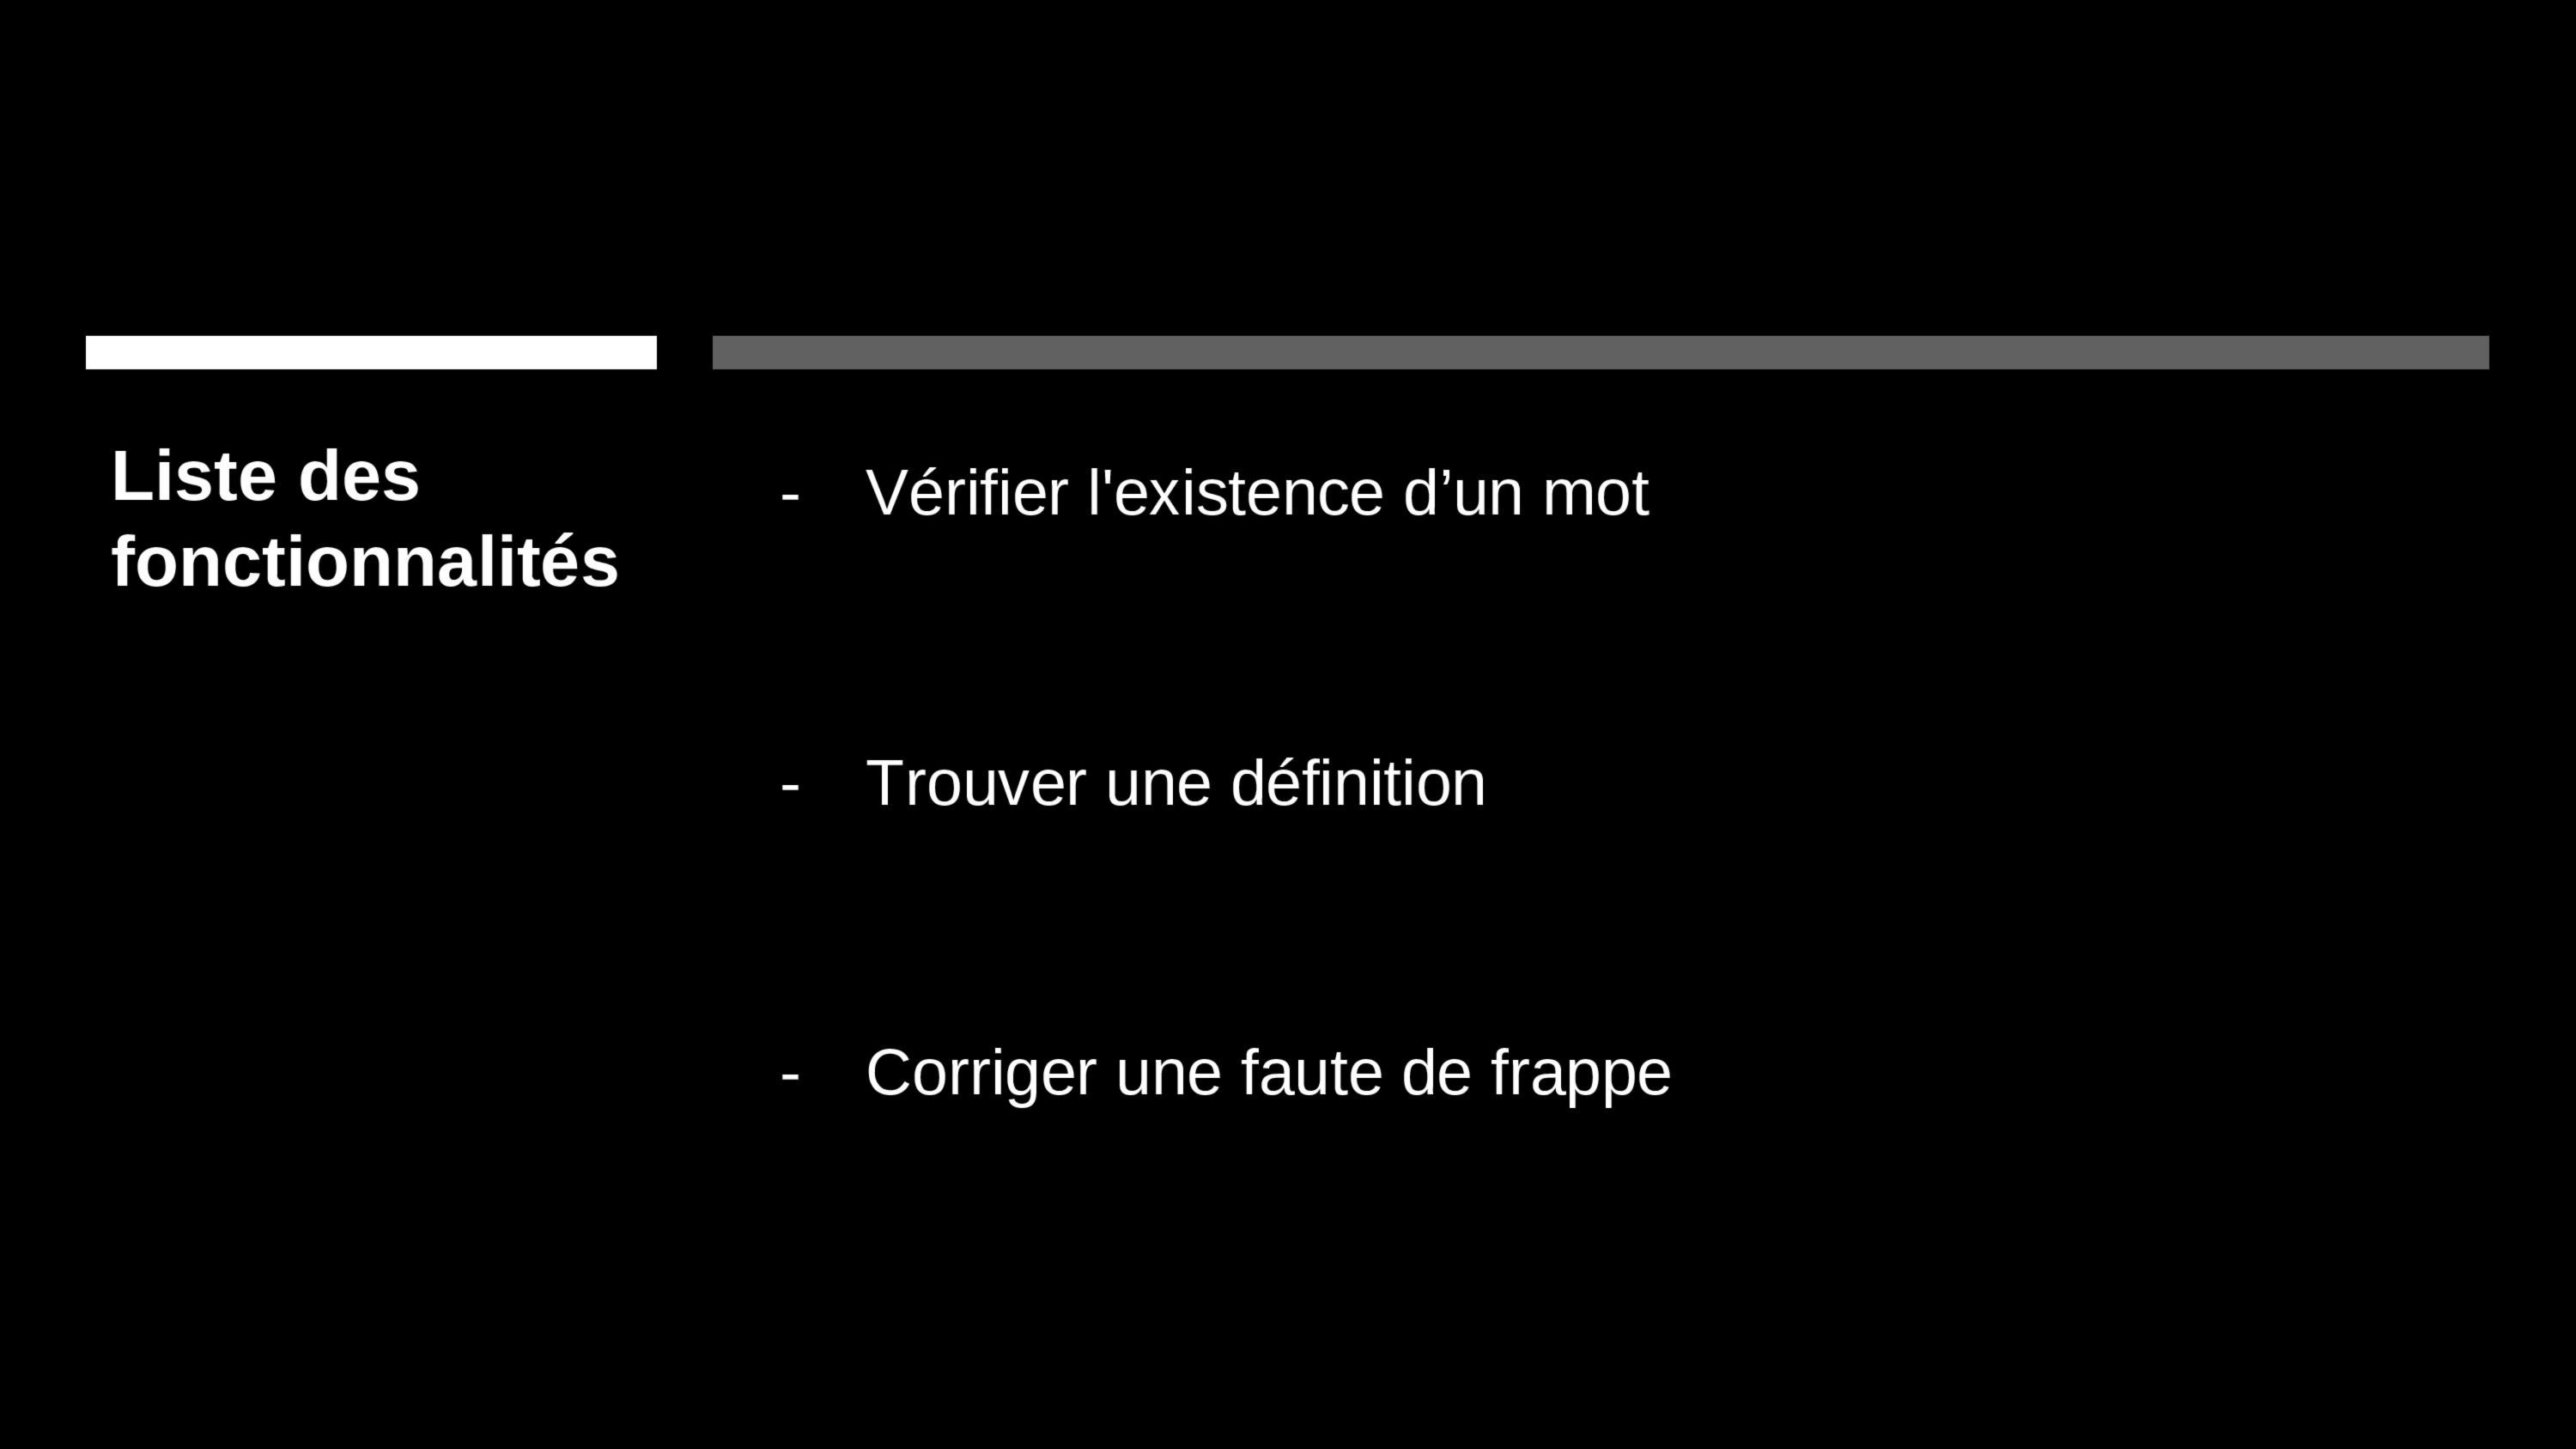 Liste des
fonctionnalités
- Vérifier l'existence d’un mot
- Trouver une définition
- Corriger une faute de frappe